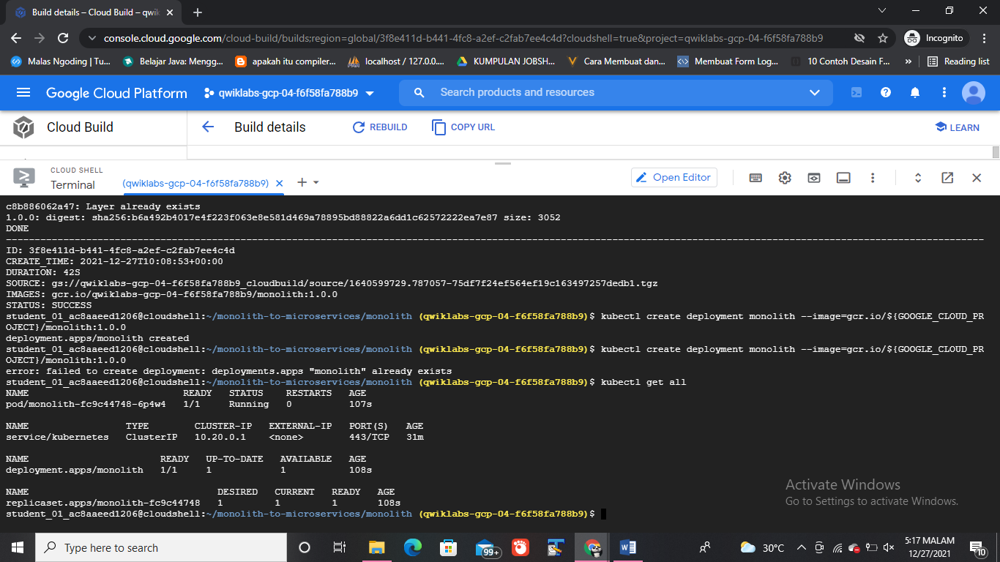 Build details – Cloud Build – qwik
console.cloud.google.com/cloud-build/builds;region=global/3f8e411d-b441-4fc8-a2ef-c2fab7ee4c4d?cloudshell=true&project=qwiklabs-gcp-04-f6f58fa788b9
Incognito
Malas Ngoding | Tu...
Belajar Java: Mengg...
apakah itu compiler...
localhost / 127.0.0....
KUMPULAN JOBSH...
Cara Membuat dan...
Membuat Form Log...
10 Contoh Desain F...
»
Reading list
Google Cloud Platform
qwiklabs-gcp-04-f6f58fa788b9
Search products and resources
Cloud Build
Build details
REBUILD
COPY URL
LEARN
CLOUD SHELL
Terminal
(qwiklabs-gcp-04-f6f58fa788b9)
Open Editor
c8b886062a47: Layer already exists
1.0.0: digest: sha256:b6a492b4017e4f223f063e8e581d469a78895bd88822a6dd1c62572222ea7e87 size: 3052
DONE
ID: 3f8e411d-b441-4fc8-a2ef-c2fab7ee4c4d
CREATE_TIME: 2021-12-27T10:08:53+00:00
DURATION: 42S
SOURCE: gs://qwiklabs-gcp-04-f6f58fa788b9_cloudbuild/source/1640599729.787057-75df7f24ef564ef19c163497257dedb1.tgz
IMAGES: gcr.io/qwiklabs-gcp-04-f6f58fa788b9/monolith:1.0.0
STATUS: SUCCESS
student_01_ac8aaeed1206@cloudshell:~/monolith-to-microservices/monolith (qwiklabs-gcp-04-f6f58fa788b9)$ kubectl create deployment monolith --image=gcr.io/${GOOGLE_CLOUD_PR
OJECT}/monolith:1.0.0
deployment.apps/monolith created
student_01_ac8aaeed1206@cloudshell:~/monolith-to-microservices/monolith (qwiklabs-gcp-04-f6f58fa788b9)$ kubectl create deployment monolith --image=gcr.io/${GOOGLE_CLOUD_PR
OJECT}/monolith:1.0.0
error: failed to create deployment: deployments.apps "monolith" already exists
student_01_ac8aaeed1206@cloudshell:~/monolith-to-microservices/monolith (qwiklabs-gcp-04-f6f58fa788b9)$ kubectl get all
NAME READY STATUS RESTARTS AGE
pod/monolith-fc9c44748-6p4w4 1/1 Running 0 107s
NAME TYPE CLUSTER-IP EXTERNAL-IP PORT(S) AGE
service/kubernetes ClusterIP 10.20.0.1 <none> 443/TCP 31m
NAME READY UP-TO-DATE AVAILABLE AGE
deployment.apps/monolith 1/1 1 1 108s
NAME DESIRED CURRENT READY AGE
replicaset.apps/monolith-fc9c44748 1 1 1 108s
student_01_ac8aaeed1206@cloudshell:~/monolith-to-microservices/monolith (qwiklabs-gcp-04-f6f58fa788b9)$
Activate Windows
Go to Settings to activate Windows.
Type here to search
99+
30°C
5:17 MALAM
12/27/2021
10